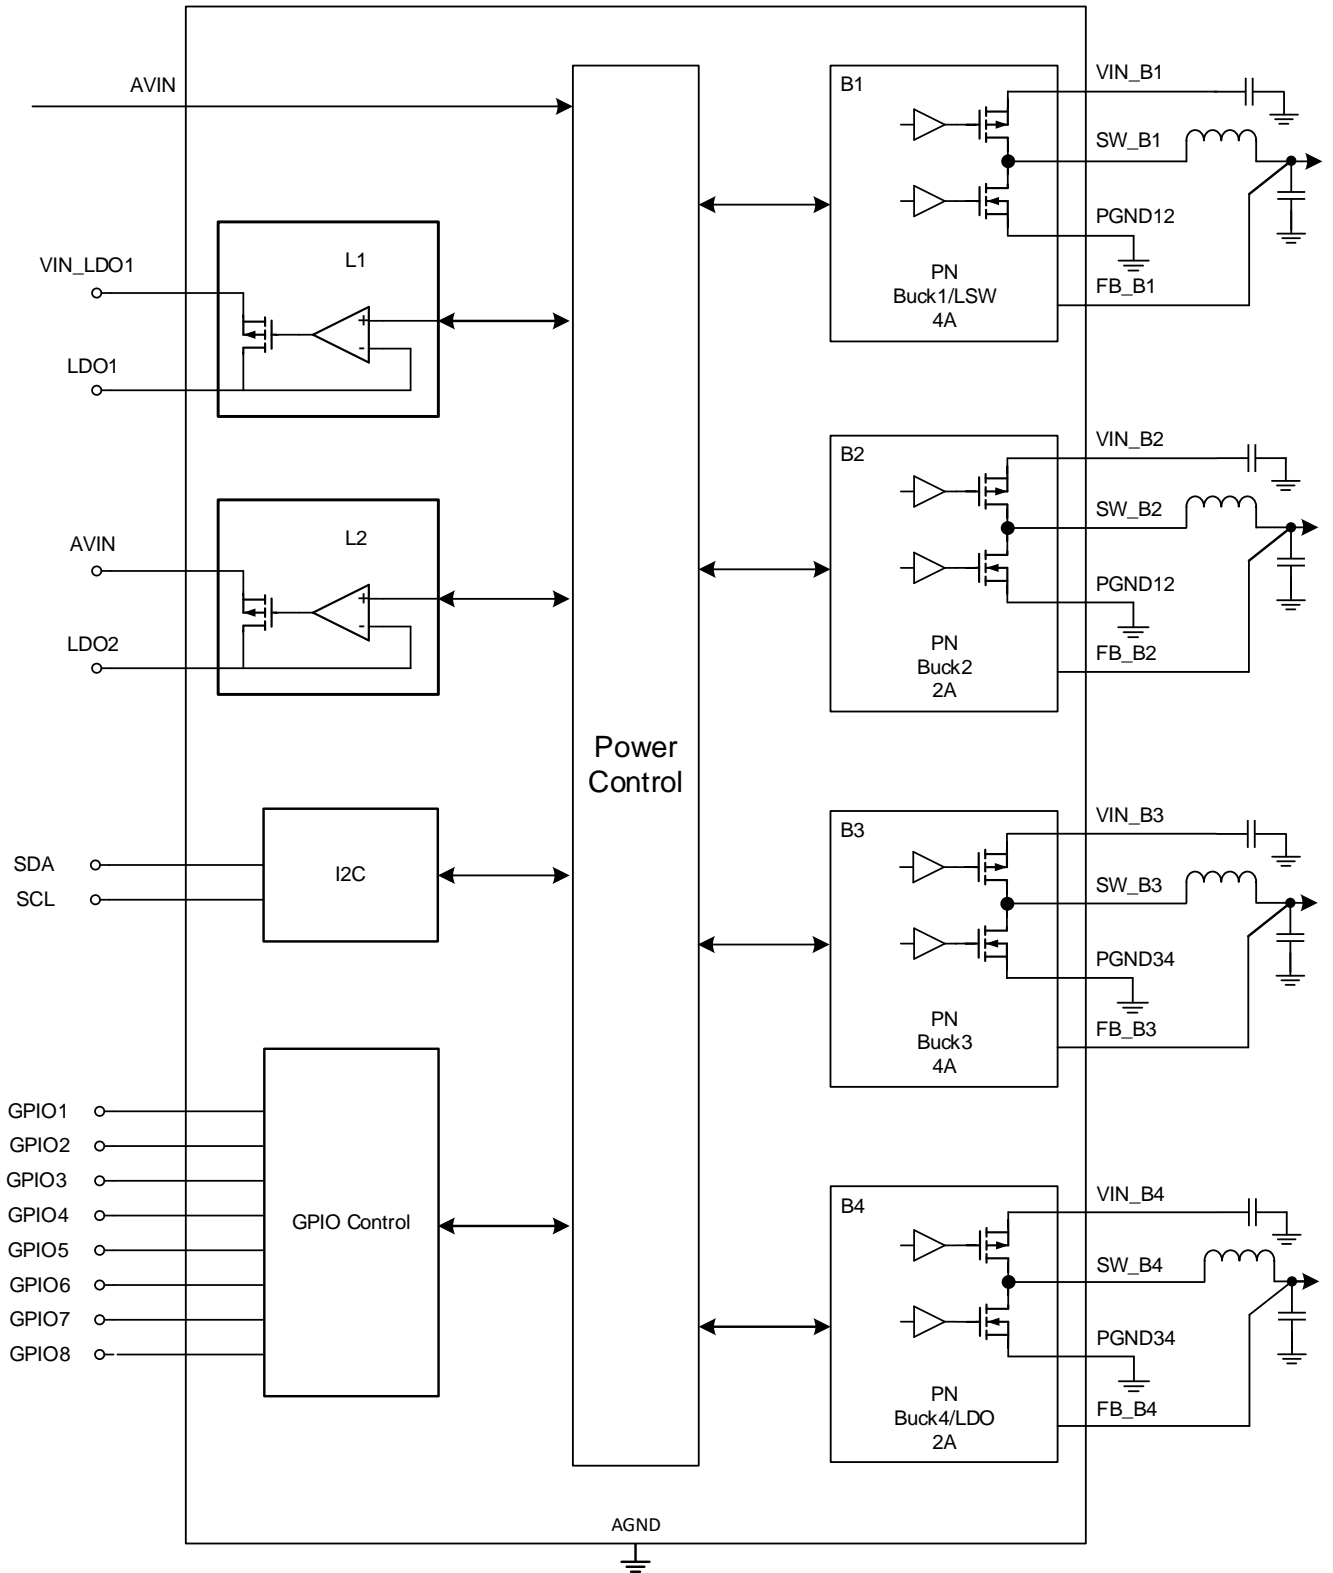 AVIN
VIN_LDO1
LDO1
L1
+
-
AVIN
LDO2
L2
+
-
SDA
SCL
I2C
GPIO1
GPIO2
GPIO3
GPIO4
GPIO5
GPIO6
GPIO7
GPIO8
GPIO Control
Power
Control
B1
PN
Buck1/LSW
4A
VIN_B1
SW_B1
PGND12
FB_B1
B2
PN
Buck2
2A
VIN_B2
SW_B2
PGND12
FB_B2
B3
PN
Buck3
4A
VIN_B3
SW_B3
PGND34
FB_B3
B4
PN
Buck4/LDO
2A
VIN_B4
SW_B4
PGND34
FB_B4
AGND